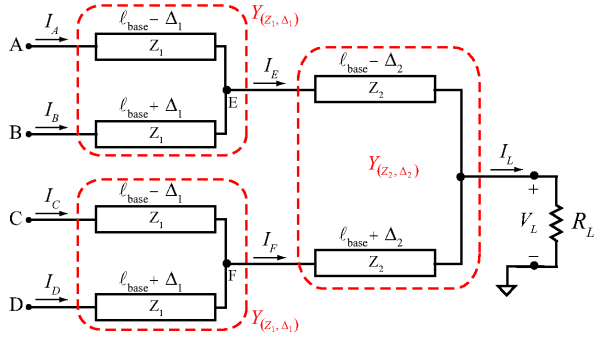 I_A ℓ_base − Δ_1 Y_(Z_1, Δ_1)
A Z_1
I_B ℓ_base + Δ_1 E I_E ℓ_base − Δ_2
B Z_1 Z_2
Y_(Z_2, Δ_2) I_L
+
I_C ℓ_base − Δ_1 V_L R_L
C Z_1 −
I_D ℓ_base + Δ_1 F I_F ℓ_base + Δ_2
D Z_1 Z_2
Y_(Z_1, Δ_1)